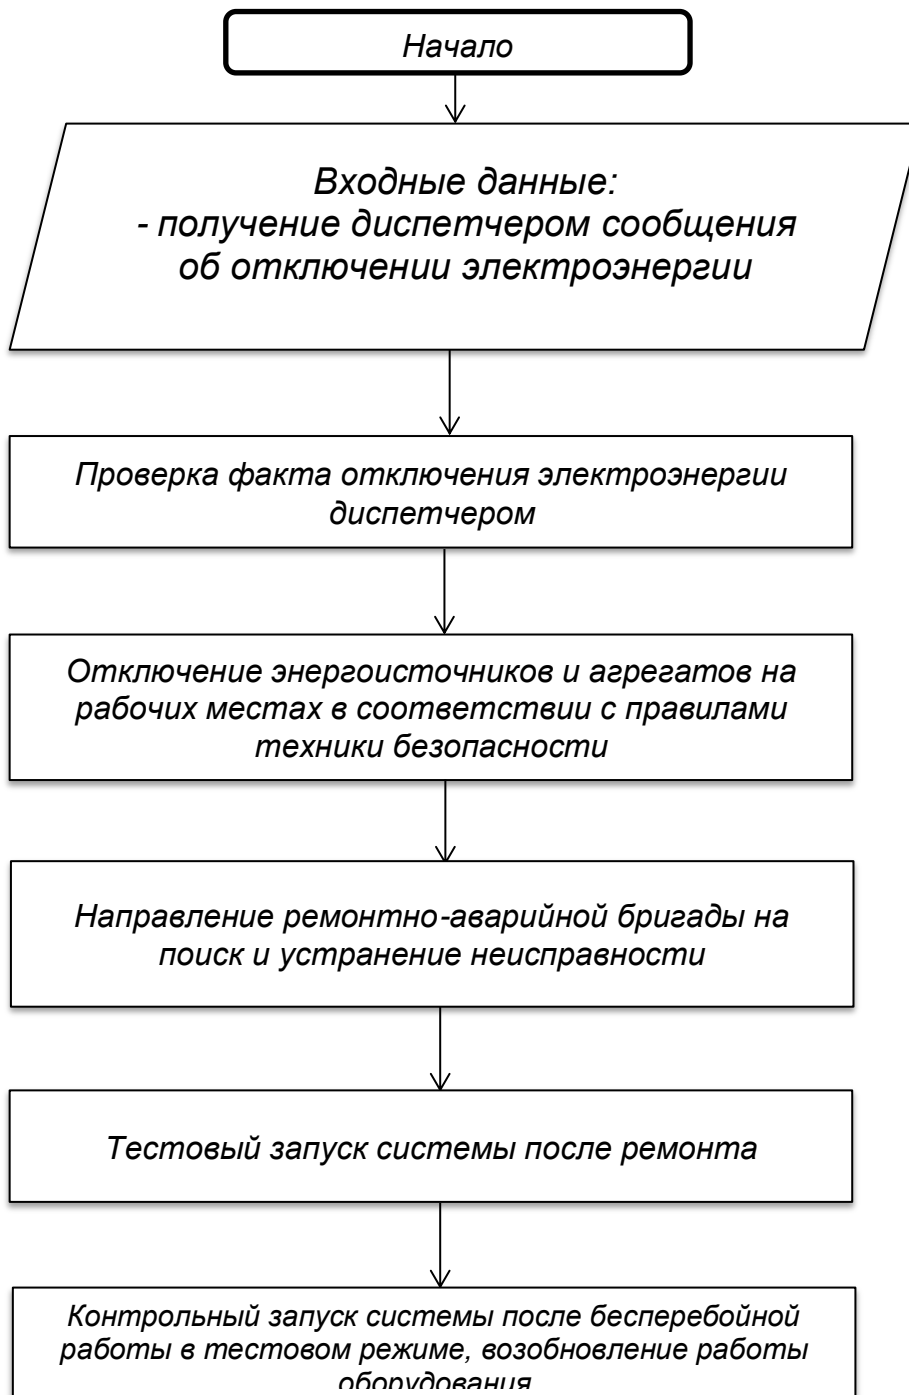 Начало
Входные данные:
- получение диспетчером сообщения
об отключении электроэнергии
Проверка факта отключения электроэнергии
диспетчером
Отключение энергоисточников и агрегатов на
рабочих местах в соответствии с правилами
техники безопасности
Направление ремонтно-аварийной бригады на
поиск и устранение неисправности
Тестовый запуск системы после ремонта
Контрольный запуск системы после бесперебойной
работы в тестовом режиме, возобновление работы
оборудования